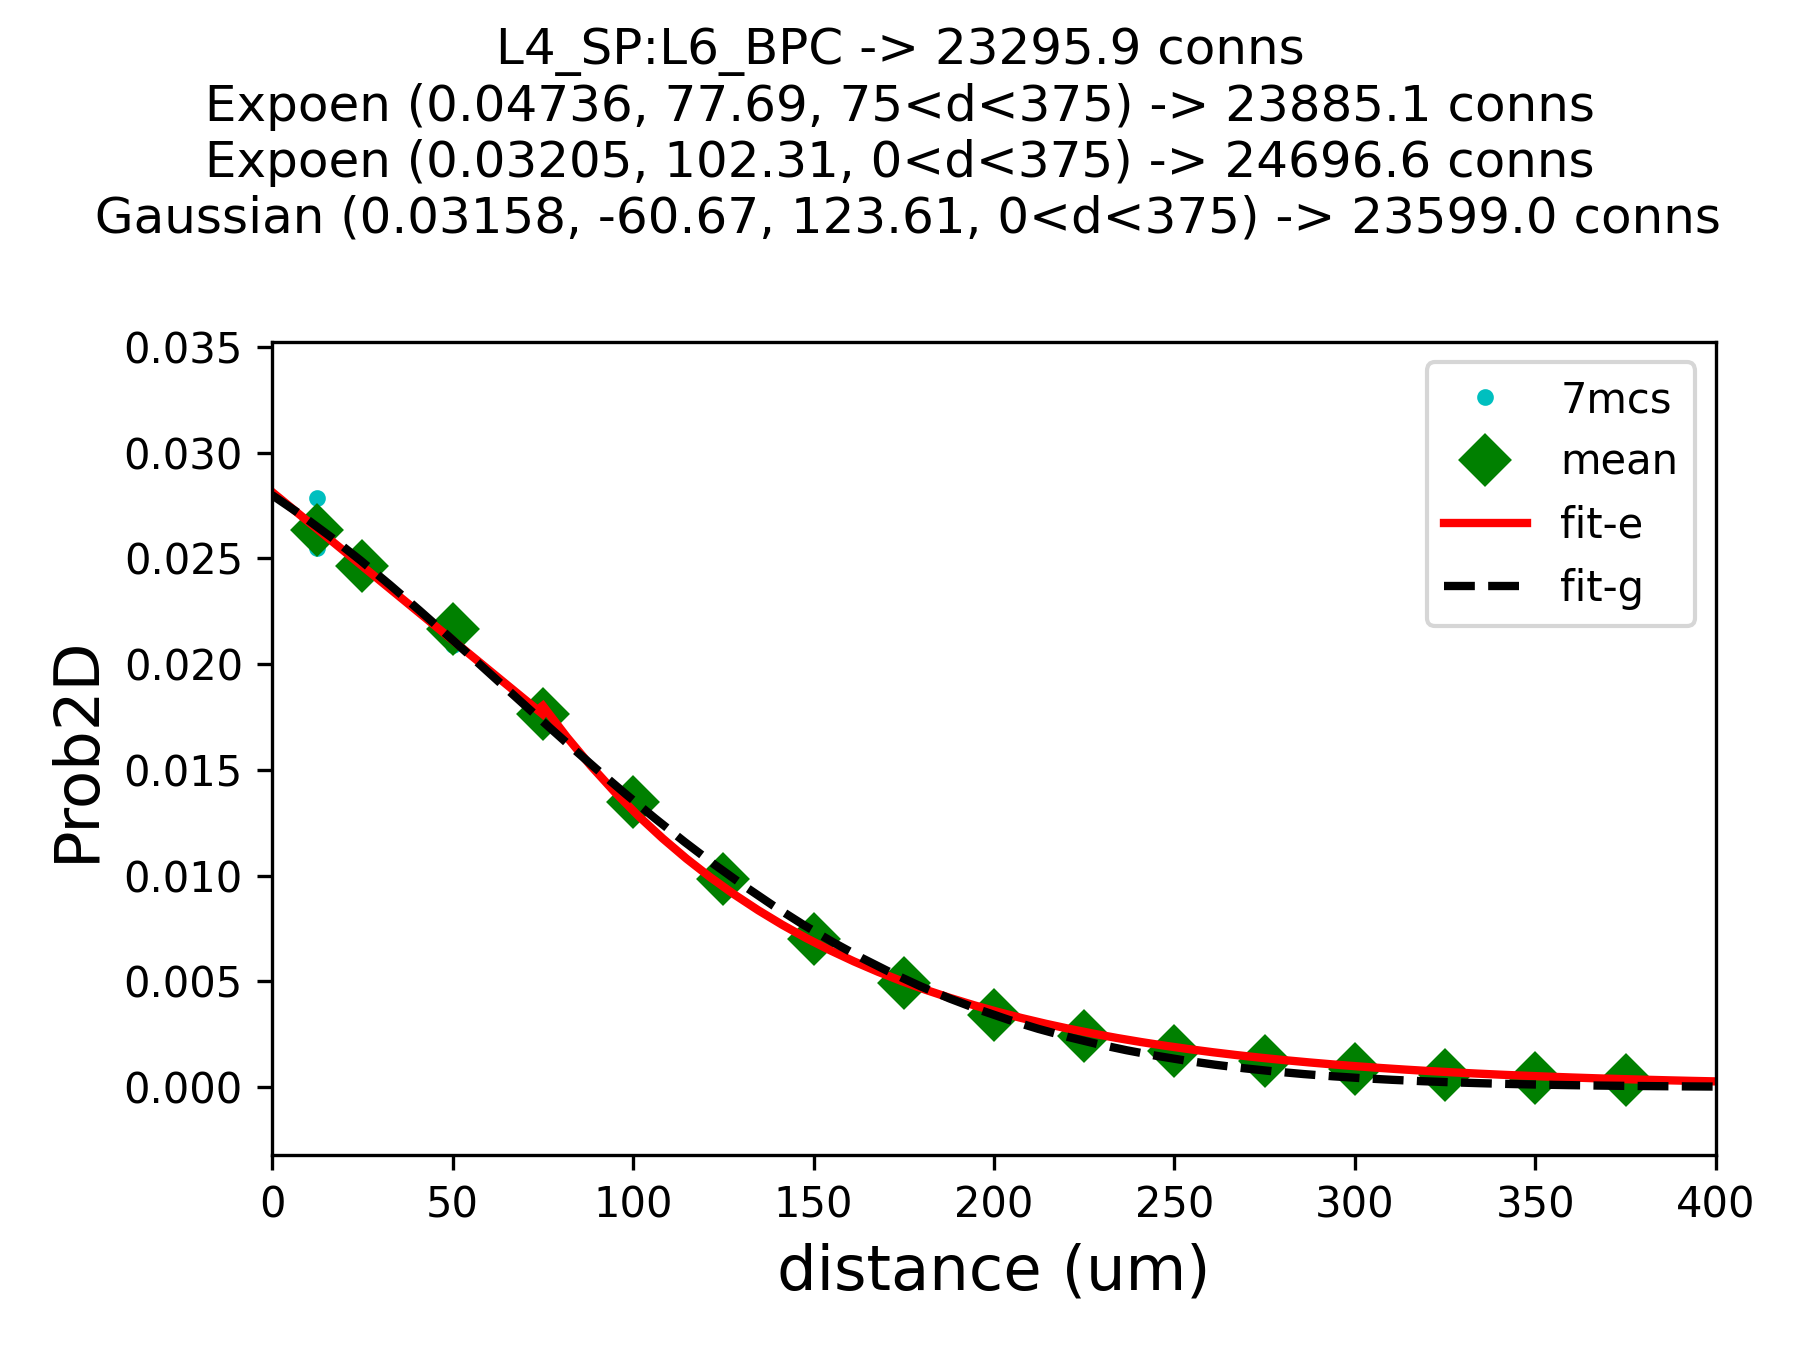 L4_SP:L6_BPC -> 23295.9 conns
Expoen (0.04736, 77.69, 75<d<375) -> 23885.1 conns
Expoen (0.03205, 102.31, 0<d<375) -> 24696.6 conns
Gaussian (0.03158, -60.67, 123.61, 0<d<375) -> 23599.0 conns
0.035
0.030
0.025
0.020
0.015
0.010
0.005
0.000
Prob2D
7mcs
mean
fit-e
fit-g
0 50 100 150 200 250 300 350 400
distance (um)